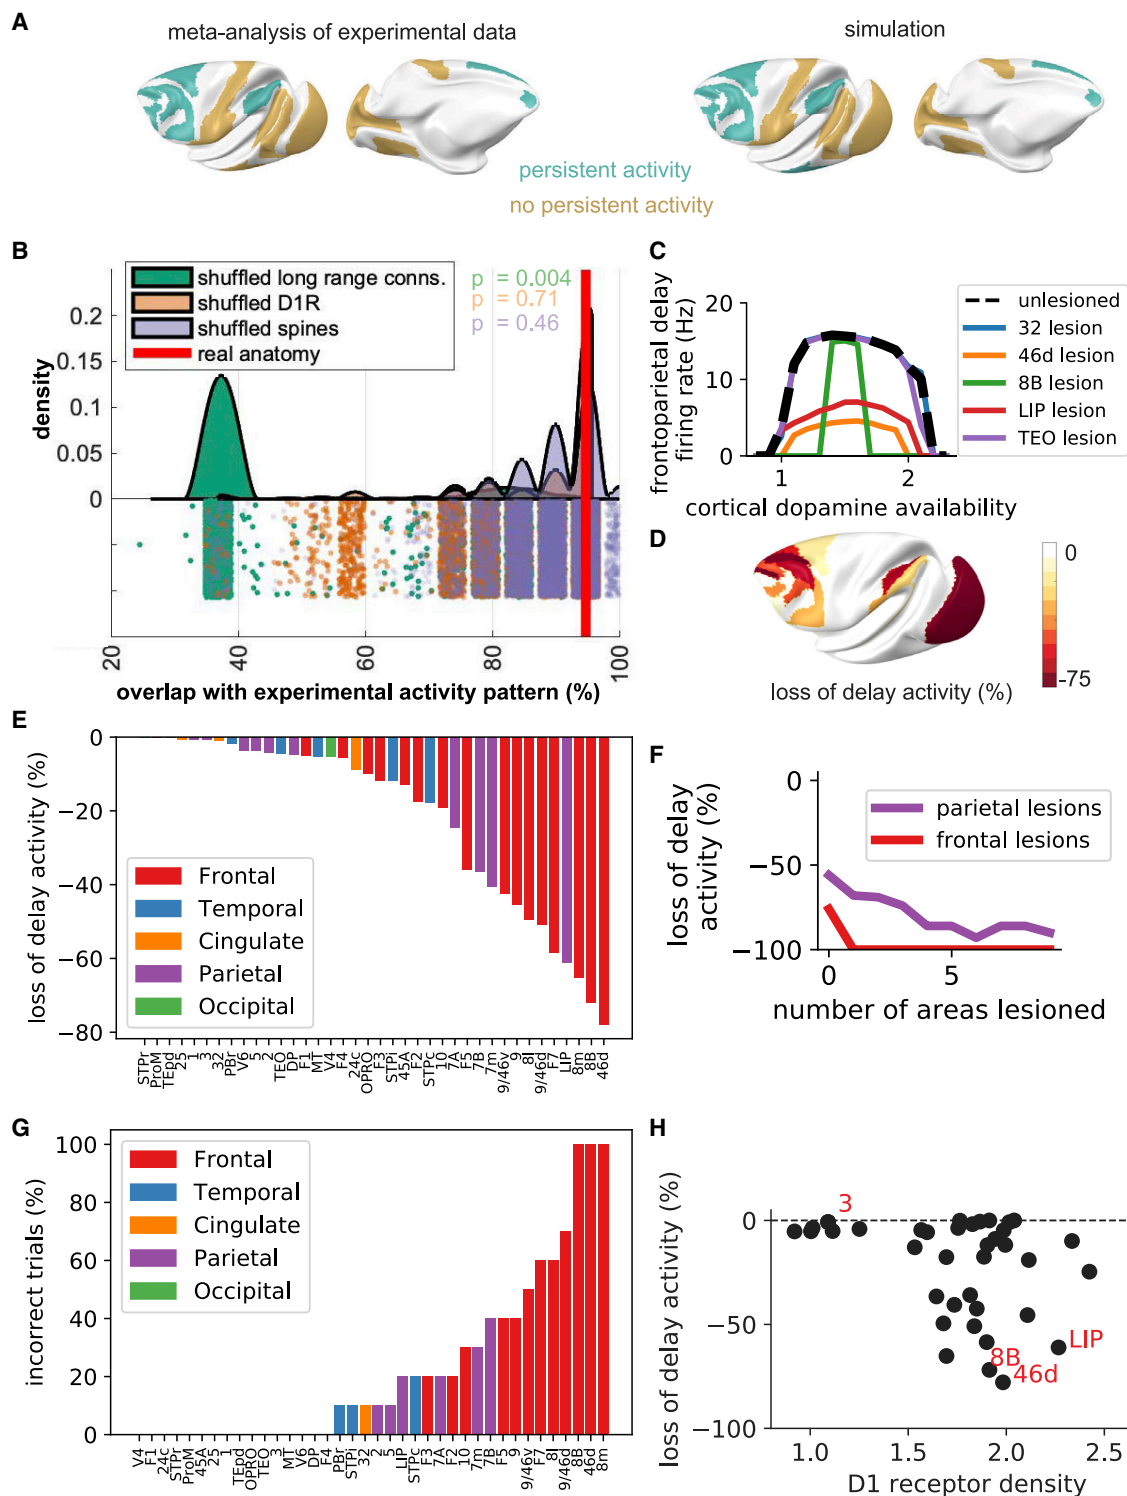 A
meta-analysis of experimental data
simulation
persistent activity
no persistent activity
B
shuffled long range conns.
shuffled D1R
shuffled spines
real anatomy
p = 0.004
p = 0.71
p = 0.46
density
0.2
0.15
0.1
0.05
0
20
40
60
80
100
overlap with experimental activity pattern (%)
C
frontoparietal delay
firing rate (Hz)
20
10
0
1
2
cortical dopamine availability
unlesioned
32 lesion
46d lesion
8B lesion
LIP lesion
TEO lesion
D
0
-75
loss of delay activity (%)
E
loss of delay activity (%)
0
−20
−40
−60
−80
Frontal
Temporal
Cingulate
Parietal
Occipital
STPr
ProM
TEpd
25
1
3
32
PBr
V6
5
2
TEO
DP
F1
MT
V4
F4
24c
OPRO
F3
STPi
45A
F2
STPc
10
7A
F5
7B
7m
9/46v
9
8l
9/46d
F7
LIP
8m
8B
46d
F
loss of delay
activity (%)
0
−50
−100
parietal lesions
frontal lesions
0
5
number of areas lesioned
G
incorrect trials (%)
100
80
60
40
20
0
Frontal
Temporal
Cingulate
Parietal
Occipital
V4
F1
24c
STPr
ProM
45A
25
1
TEpd
OPRO
TEO
3
MT
V6
DP
F4
PBr
STPi
32
2
5
LIP
STPc
F3
7A
F2
10
7m
7B
F5
9
9/46v
F7
8l
9/46d
8B
46d
8m
H
loss of delay activity (%)
0
−50
−100
3
LIP
8B
46d
1.0
1.5
2.0
2.5
D1 receptor density